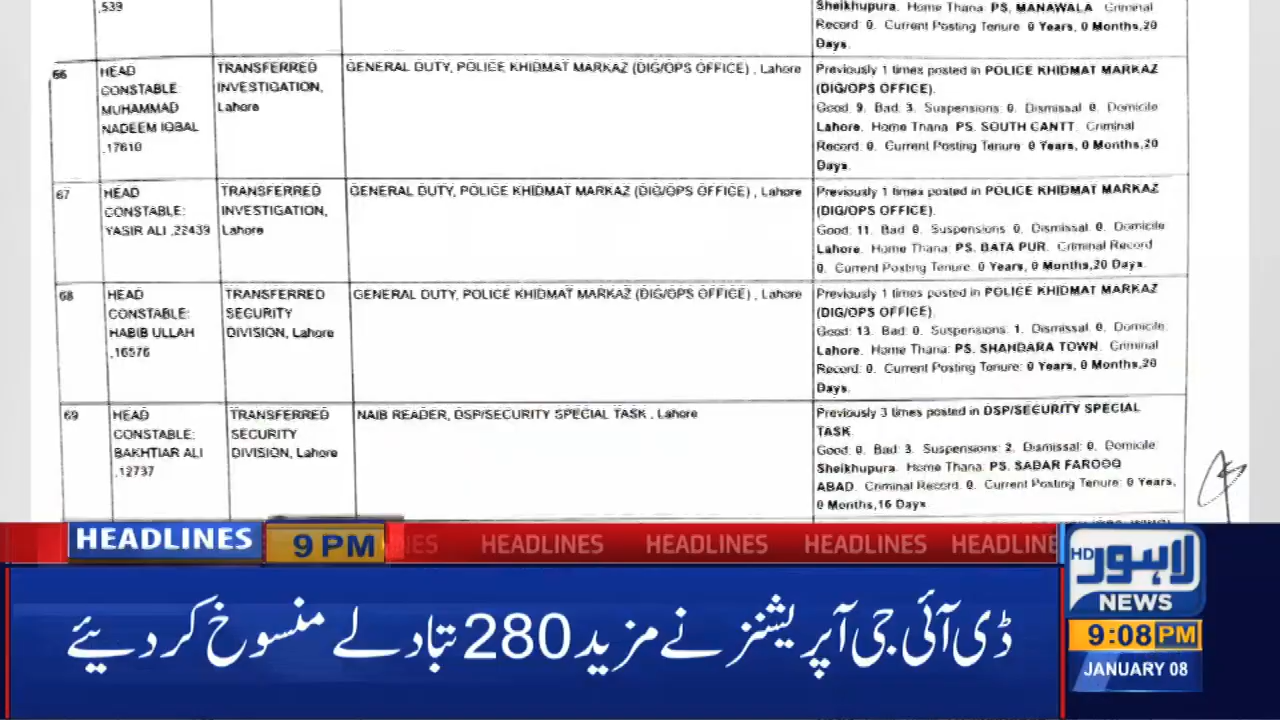 ,539
Sheikhupura. Home Thana: PS. MANAWALA Criminal
Record: 0. Current Posting Tenure: 0 Years, 0 Months,20
Days.
66
HEAD
CONSTABLE
MUHAMMAD
NADEEM IQBAL
,17610
TRANSFERRED
INVESTIGATION,
Lahore
GENERAL DUTY, POLICE KHIDMAT MARKAZ (DIG/OPS OFFICE) , Lahore
Previously 1 times posted in POLICE KHIDMAT MARKAZ
(DIG/OPS OFFICE).
Good: 9. Bad: 3. Suspensions: 0. Dismissal: 0. Domicile:
Lahore. Home Thana: PS. SOUTH CANTT. Criminal
Record: 0. Current Posting Tenure: 0 Years, 0 Months,20
Days.
67
HEAD
CONSTABLE:
YASIR ALI ,22439
TRANSFERRED
INVESTIGATION,
Lahore
GENERAL DUTY, POLICE KHIDMAT MARKAZ (DIG/OPS OFFICE) , Lahore
Previously 1 times posted in POLICE KHIDMAT MARKAZ
(DIG/OPS OFFICE).
Good: 11. Bad: 0. Suspensions: 0. Dismissal: 0. Domicile:
Lahore. Home Thana: PS. BATA PUR. Criminal Record:
0. Current Posting Tenure: 0 Years, 0 Months,20 Days.
68
HEAD
CONSTABLE:
HABIB ULLAH
,16576
TRANSFERRED
SECURITY
DIVISION, Lahore
GENERAL DUTY, POLICE KHIDMAT MARKAZ (DIG/OPS OFFICE) , Lahore
Previously 1 times posted in POLICE KHIDMAT MARKAZ
(DIG/OPS OFFICE).
Good: 13. Bad: 0. Suspensions: 1. Dismissal: 0. Domicile:
Lahore. Home Thana: PS. SHAHDARA TOWN. Criminal
Record: 0. Current Posting Tenure: 0 Years, 0 Months,20
Days.
69
HEAD
CONSTABLE:
BAKHTIAR ALI
,12737
TRANSFERRED
SECURITY
DIVISION, Lahore
NAIB READER, DSP/SECURITY SPECIAL TASK , Lahore
Previously 3 times posted in DSP/SECURITY SPECIAL
TASK
Good: 0. Bad: 3. Suspensions: 2. Dismissal: 0. Domicile:
Sheikhupura. Home Thana: PS. SADAR FAROOQ
ABAD. Criminal Record: 0. Current Posting Tenure: 0 Years,
0 Months,16 Days.
HEADLINES 9 PM HEADLINES HEADLINES HEADLINES HEADLINE
ڈی آئی جی آپریشنز نے مزید 280 تبادلے منسوخ کر دیئے
لاہور HD
NEWS
9:08 PM
JANUARY 08